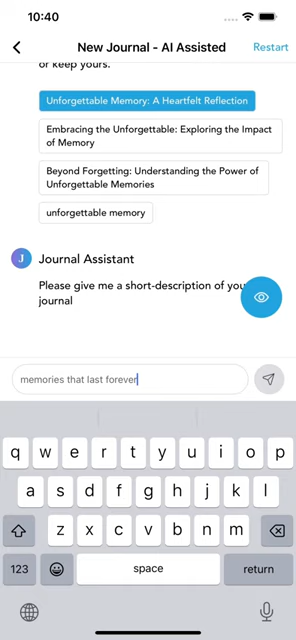 10:40
New Journal - AI Assisted
Restart
or keep yours.
Unforgettable Memory: A Heartfelt Reflection
Embracing the Unforgettable: Exploring the Impact
of Memory
Beyond Forgetting: Understanding the Power of
Unforgettable Memories
unforgettable memory
J
Journal Assistant
Please give me a short-description of you
journal
memories that last forever
q w e r t y u i o p
a s d f g h j k l
z x c v b n m
123 space return